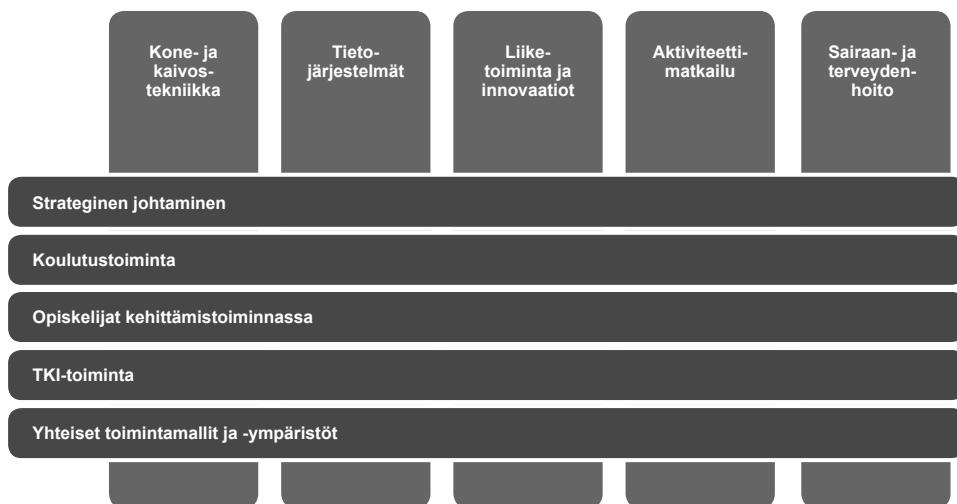 Kone- ja
kaivos-
tekniikka
Tieto-
järjestelmät
Liike-
toiminta ja
innovaatiot
Aktiviteetti-
matkailu
Sairaan- ja
terveyden-
hoito
Strateginen johtaminen
Koulutustoiminta
Opiskelijat kehittämistoiminnassa
TKI-toiminta
Yhteiset toimintamallit ja -ympäristöt